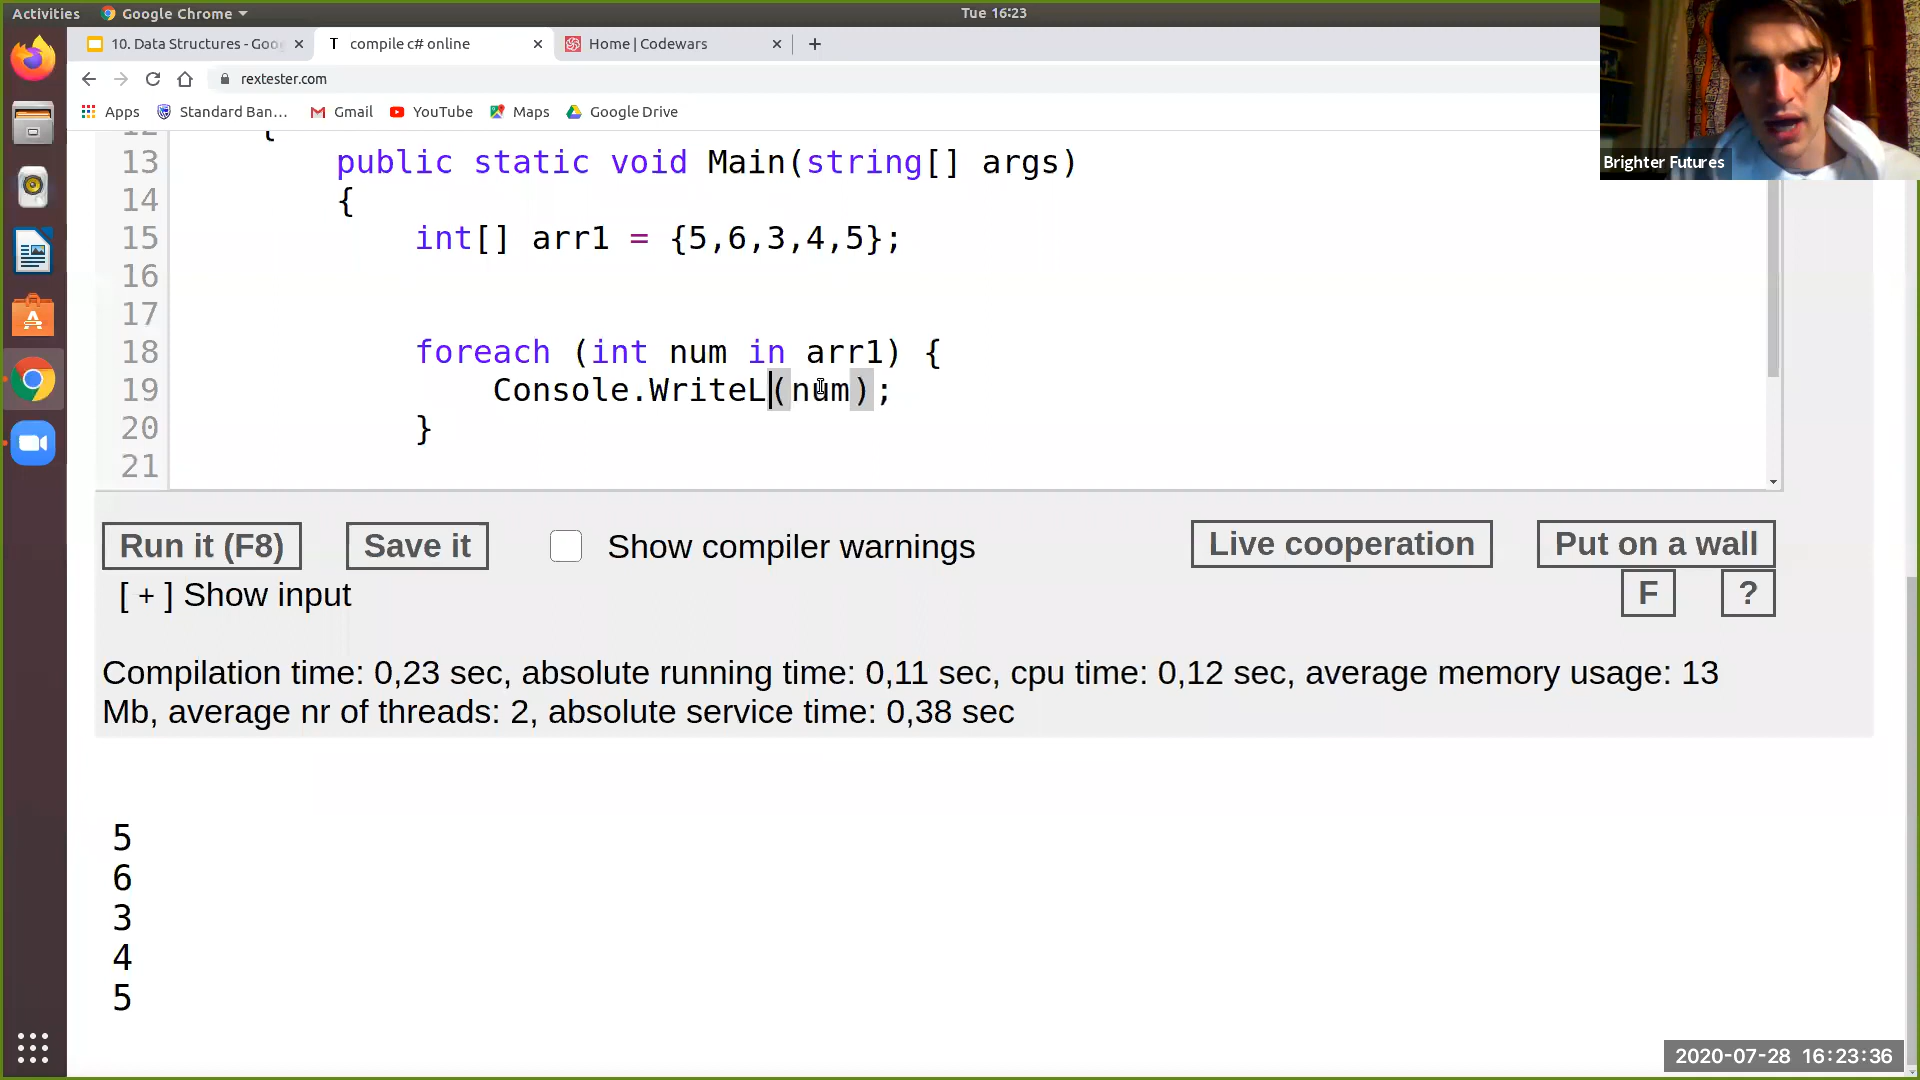 Activities
Google Chrome
Tue 16:23
10. Data Structures - Goo
T compile c# online
Home | Codewars
rextester.com
Apps
Standard Ban...
Gmail
YouTube
Maps
Google Drive
Brighter Futures
12 {
13 public static void Main(string[] args)
14 {
15 int[] arr1 = {5,6,3,4,5};
16
17
18 foreach (int num in arr1) {
19 Console.WriteL(num);
20 }
21
Run it (F8)
Save it
Show compiler warnings
Live cooperation
Put on a wall
[ + ] Show input
F
?
Compilation time: 0,23 sec, absolute running time: 0,11 sec, cpu time: 0,12 sec, average memory usage: 13
Mb, average nr of threads: 2, absolute service time: 0,38 sec
5
6
3
4
5
2020-07-28 16:23:36